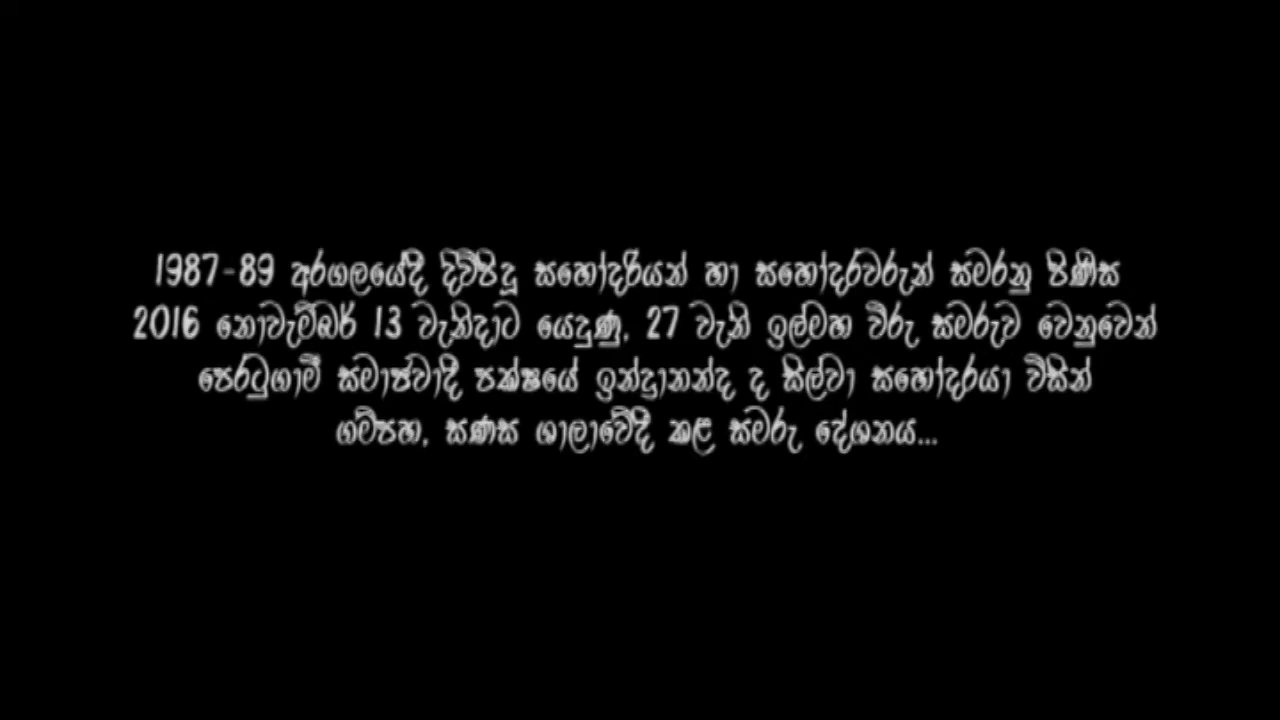 1987-89 අරගලයේදී දිවිපිදූ සහෝදරියන් හා සහෝදරවරුන් සමරනු පිණිස
2016 නොවැම්බර් 13 වැනිදාට යෙදුණු, 27 වැනි ඉල්මහ විරු සමරුව වෙනුවෙන්
පෙරටුගාමී සමාජවාදී පක්ෂයේ ඉන්ද්‍රානන්ද ද සිල්වා සහෝදරයා විසින්
ගම්පහ, සණස ශාලාවේදී කළ සමරු දේශනය...